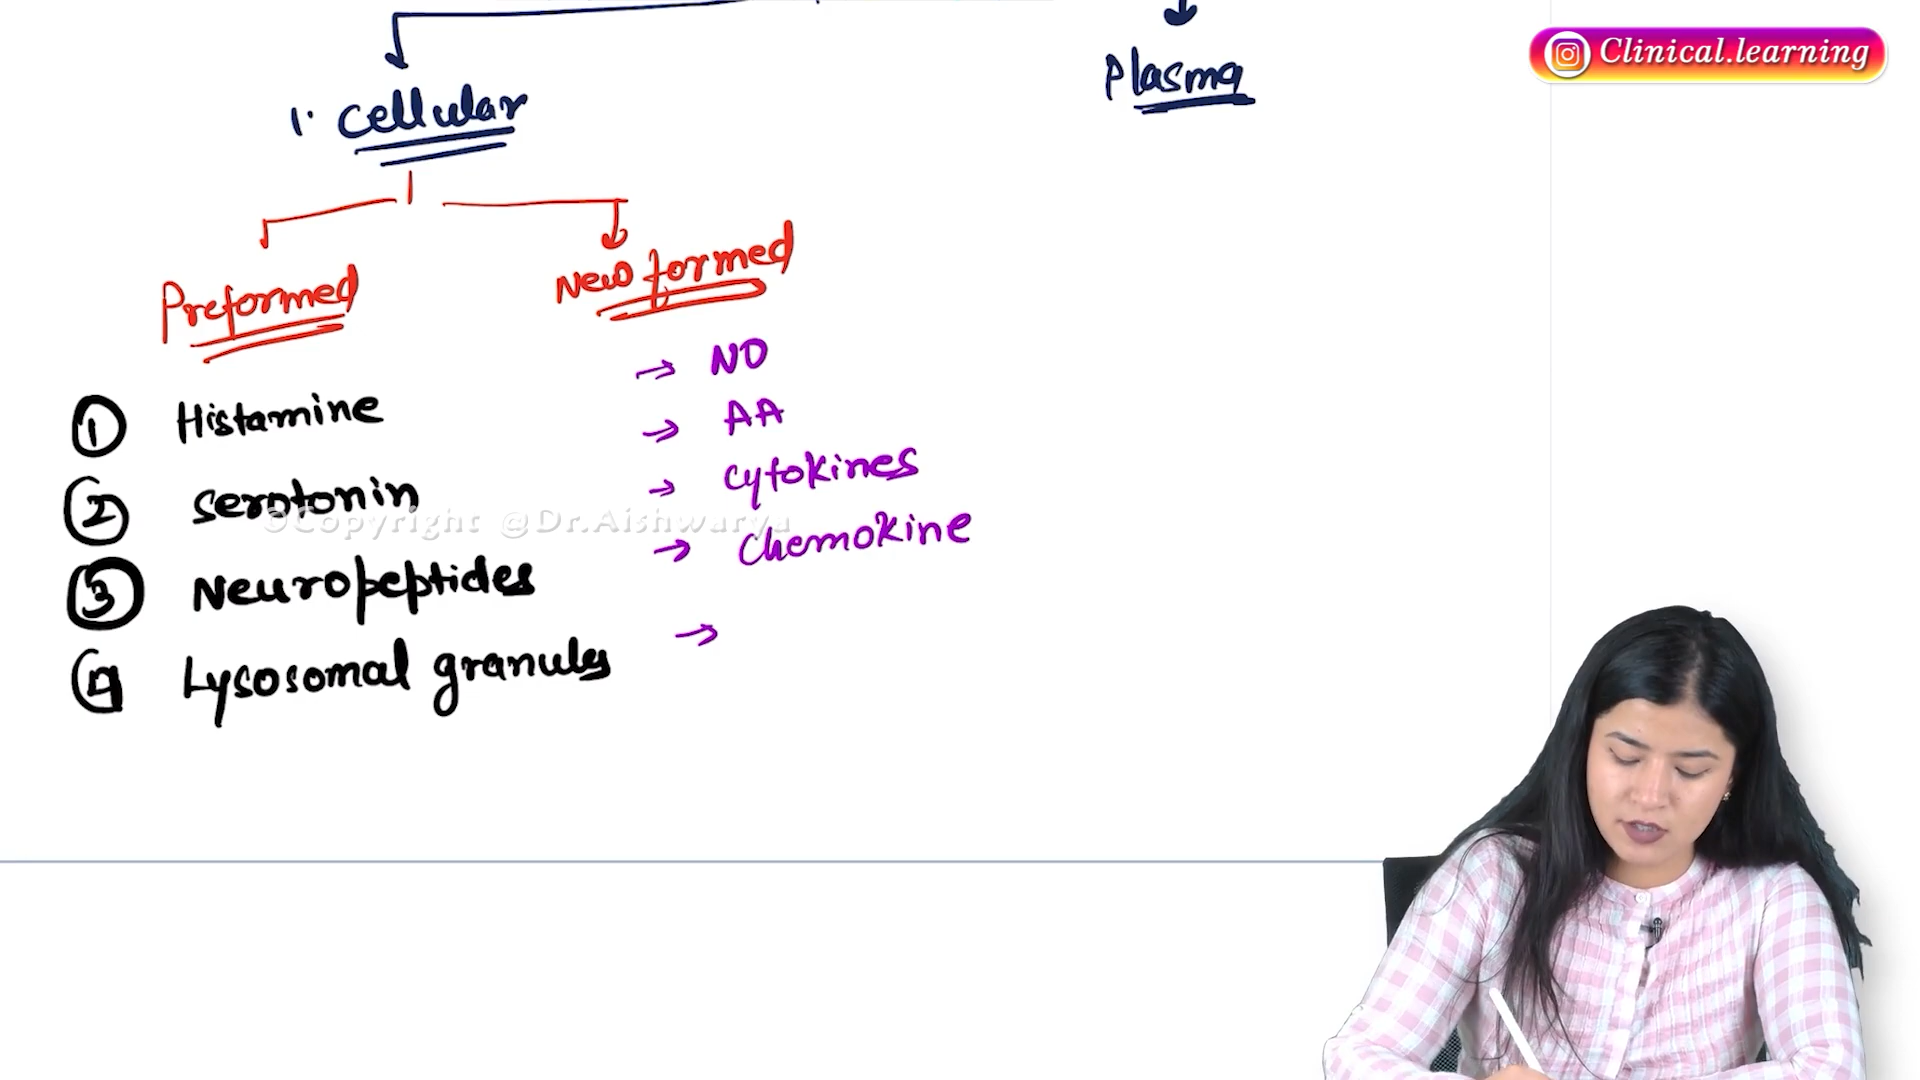 Clinical.learning
Plasma
1. Cellular
Preformed
New formed
→ NO
→ AA
→ Cytokines
→ Chemokine
→
① Histamine
② Serotonin
③ Neuropeptides
④ Lysosomal granules
©Copyright @Dr.Aishwarya